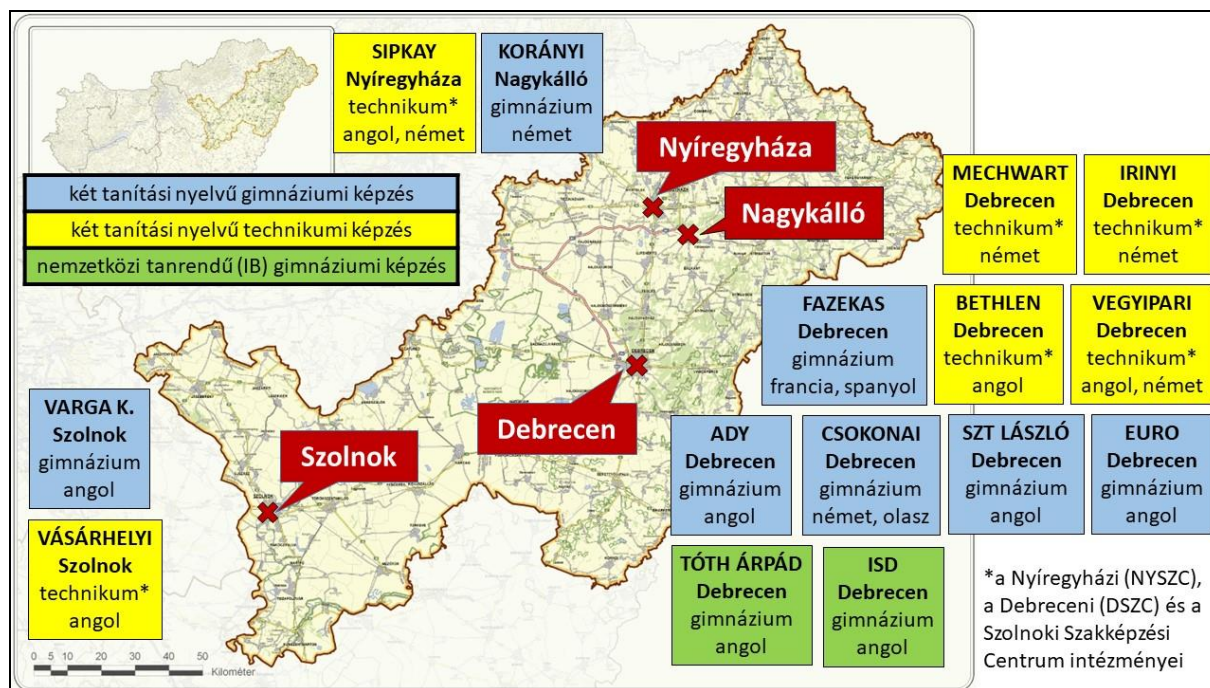 SIPKAY
Nyíregyháza
technikum*
angol, német
KORÁNYI
Nagykálló
gimnázium
német
két tanítási nyelvű gimnáziumi képzés
két tanítási nyelvű technikumi képzés
nemzetközi tanrendű (IB) gimnáziumi képzés
Nyíregyháza
Nagykálló
MECHWART
Debrecen
technikum*
német
IRINYI
Debrecen
technikum*
német
FAZEKAS
Debrecen
gimnázium
francia, spanyol
BETHLEN
Debrecen
technikum*
angol
VEGYIPARI
Debrecen
technikum*
angol, német
VARGA K.
Szolnok
gimnázium
angol
Szolnok
Debrecen
ADY
Debrecen
gimnázium
angol
CSOKONAI
Debrecen
gimnázium
német, olasz
SZT LÁSZLÓ
Debrecen
gimnázium
angol
EURO
Debrecen
gimnázium
angol
VÁSÁRHELYI
Szolnok
technikum*
angol
TÓTH ÁRPÁD
Debrecen
gimnázium
angol
ISD
Debrecen
gimnázium
angol
*a Nyíregyházi (NYSZC),
a Debreceni (DSZC) és a
Szolnoki Szakképzési
Centrum intézményei
0 5 10 20 30 40 50
Kilométer